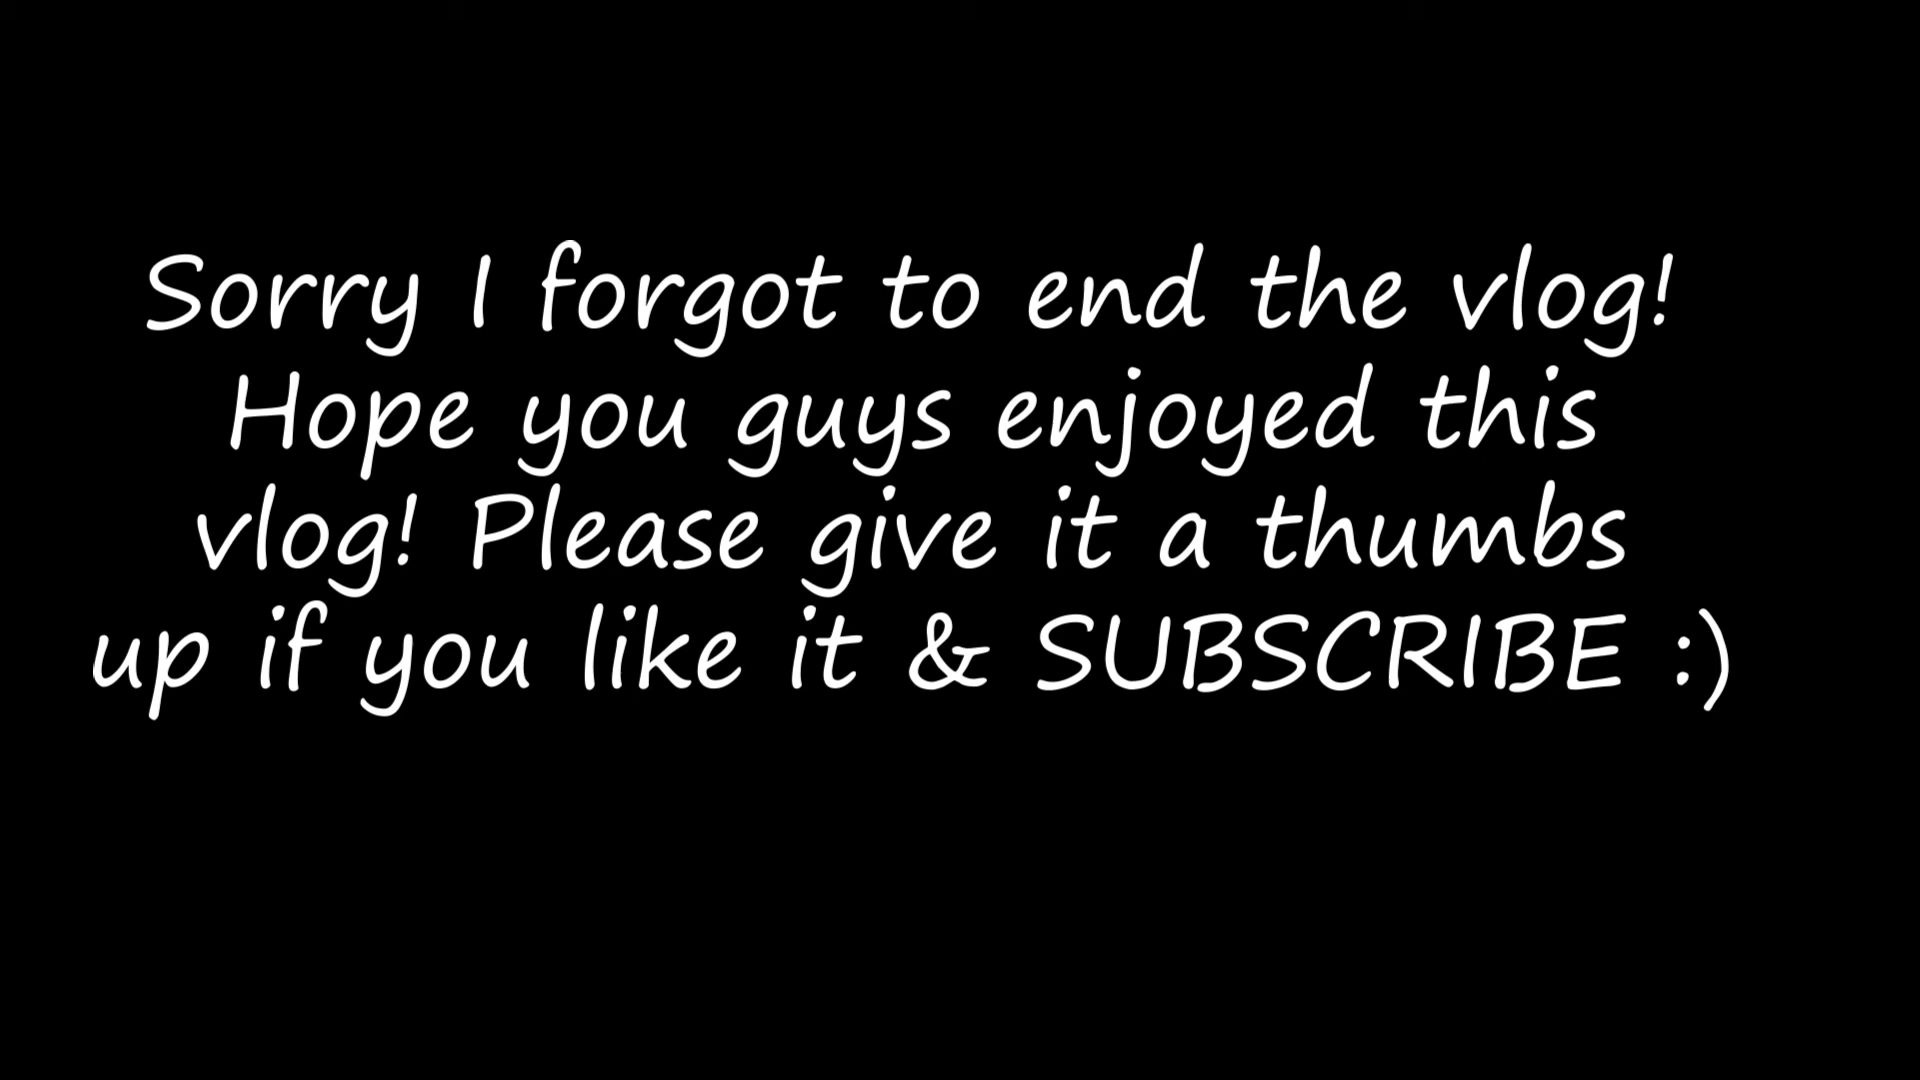 Sorry I forgot to end the vlog!
Hope you guys enjoyed this
vlog! Please give it a thumbs
up if you like it & SUBSCRIBE :)